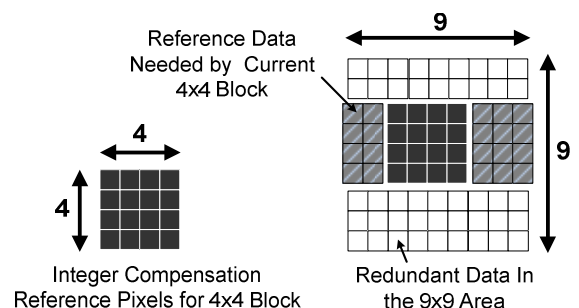 9
Reference Data
Needed by Current
4x4 Block
4
9
4
Integer Compensation
Reference Pixels for 4x4 Block
Redundant Data In
the 9x9 Area